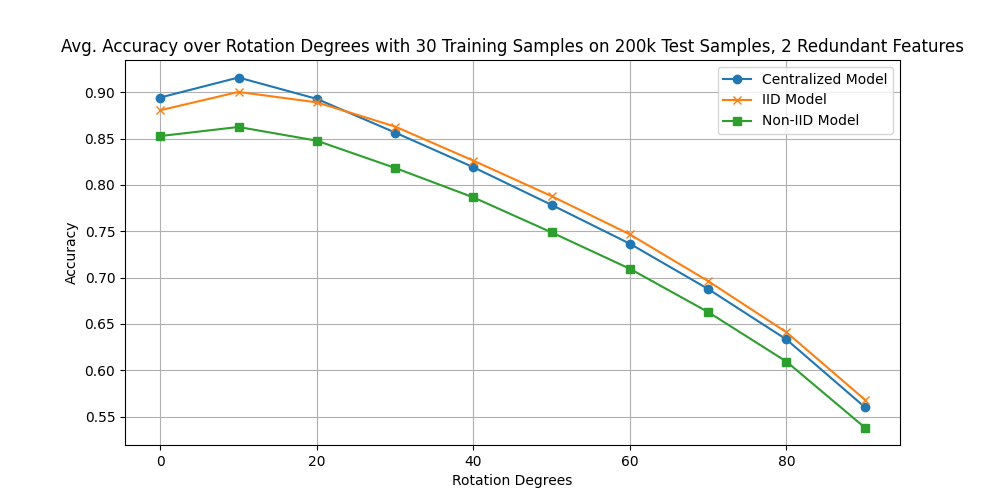 Avg. Accuracy over Rotation Degrees with 30 Training Samples on 200k Test Samples, 2 Redundant Features
Centralized Model
IID Model
Non-IID Model
Accuracy
0.90
0.85
0.80
0.75
0.70
0.65
0.60
0.55
0 20 40 60 80
Rotation Degrees